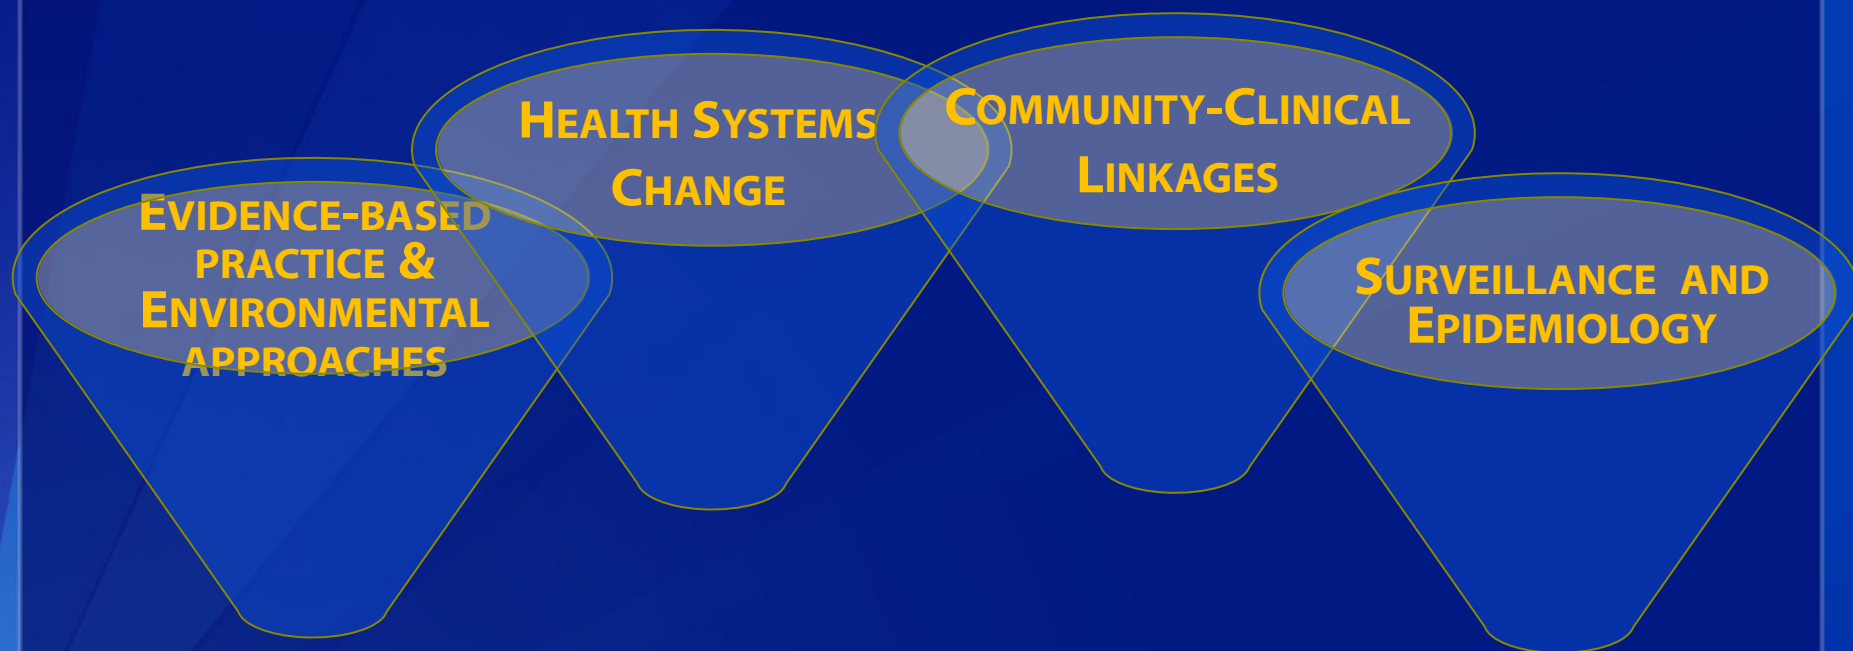 EVIDENCE-BASED
PRACTICE &
ENVIRONMENTAL
APPROACHES
HEALTH SYSTEMS
CHANGE
COMMUNITY-CLINICAL
LINKAGES
SURVEILLANCE AND
EPIDEMIOLOGY